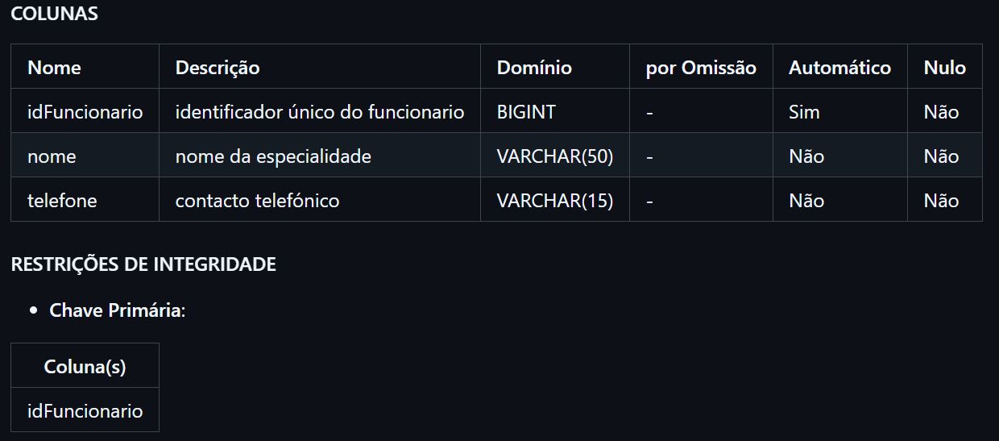 COLUNAS
Nome Descrição Domínio por Omissão Automático Nulo
idFuncionario identificador único do funcionario BIGINT - Sim Não
nome nome da especialidade VARCHAR(50) - Não Não
telefone contacto telefónico VARCHAR(15) - Não Não
RESTRIÇÕES DE INTEGRIDADE
• Chave Primária:
Coluna(s)
idFuncionario